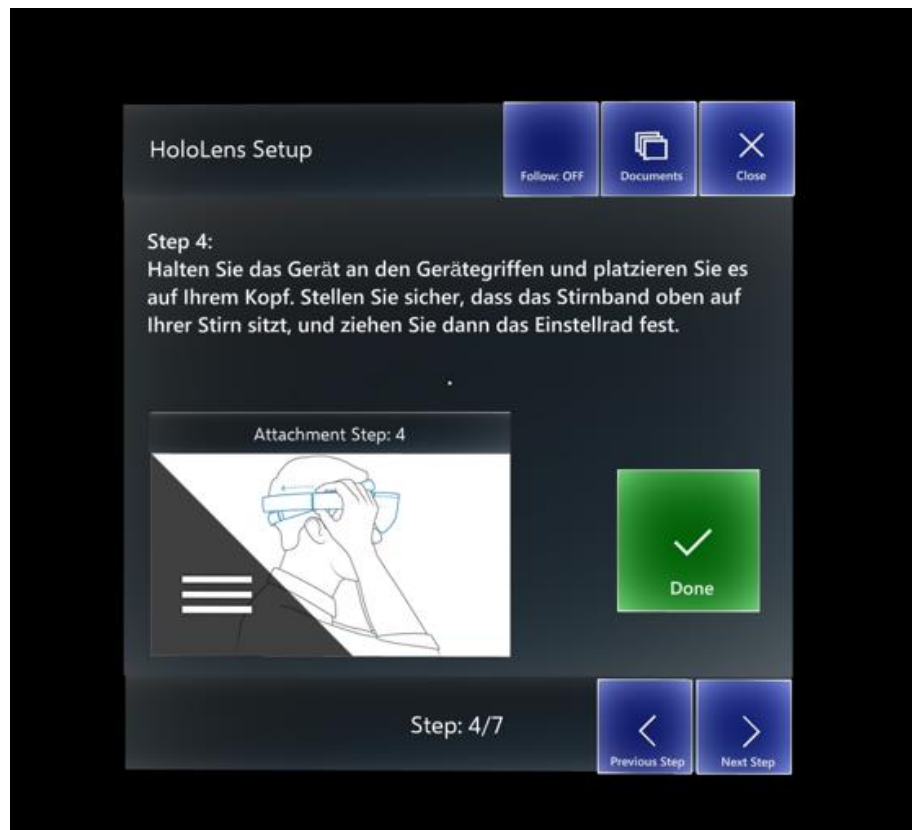 HoloLens Setup
Follow: OFF
Documents
Close
Step 4:
Halten Sie das Gerät an den Gerätegriffen und platzieren Sie es
auf Ihrem Kopf. Stellen Sie sicher, dass das Stirnband oben auf
Ihrer Stirn sitzt, und ziehen Sie dann das Einstellrad fest.
Attachment Step: 4
Done
Step: 4/7
Previous Step
Next Step